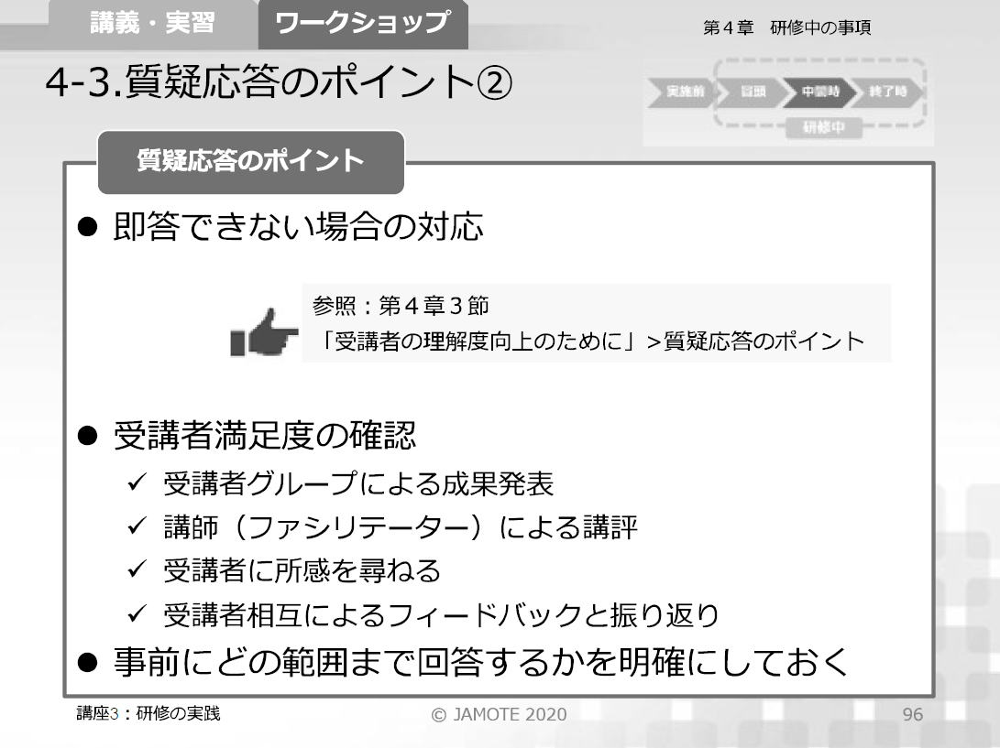 講義・実習
ワークショップ
第４章　研修中の事項
4-3.質疑応答のポイント②
実施前
冒頭
中間時
終了時
研修中
質疑応答のポイント
● 即答できない場合の対応
参照：第４章３節
「受講者の理解度向上のために」>質疑応答のポイント
● 受講者満足度の確認
✓ 受講者グループによる成果発表
✓ 講師（ファシリテーター）による講評
✓ 受講者に所感を尋ねる
✓ 受講者相互によるフィードバックと振り返り
● 事前にどの範囲まで回答するかを明確にしておく
講座3：研修の実践
© JAMOTE 2020
96